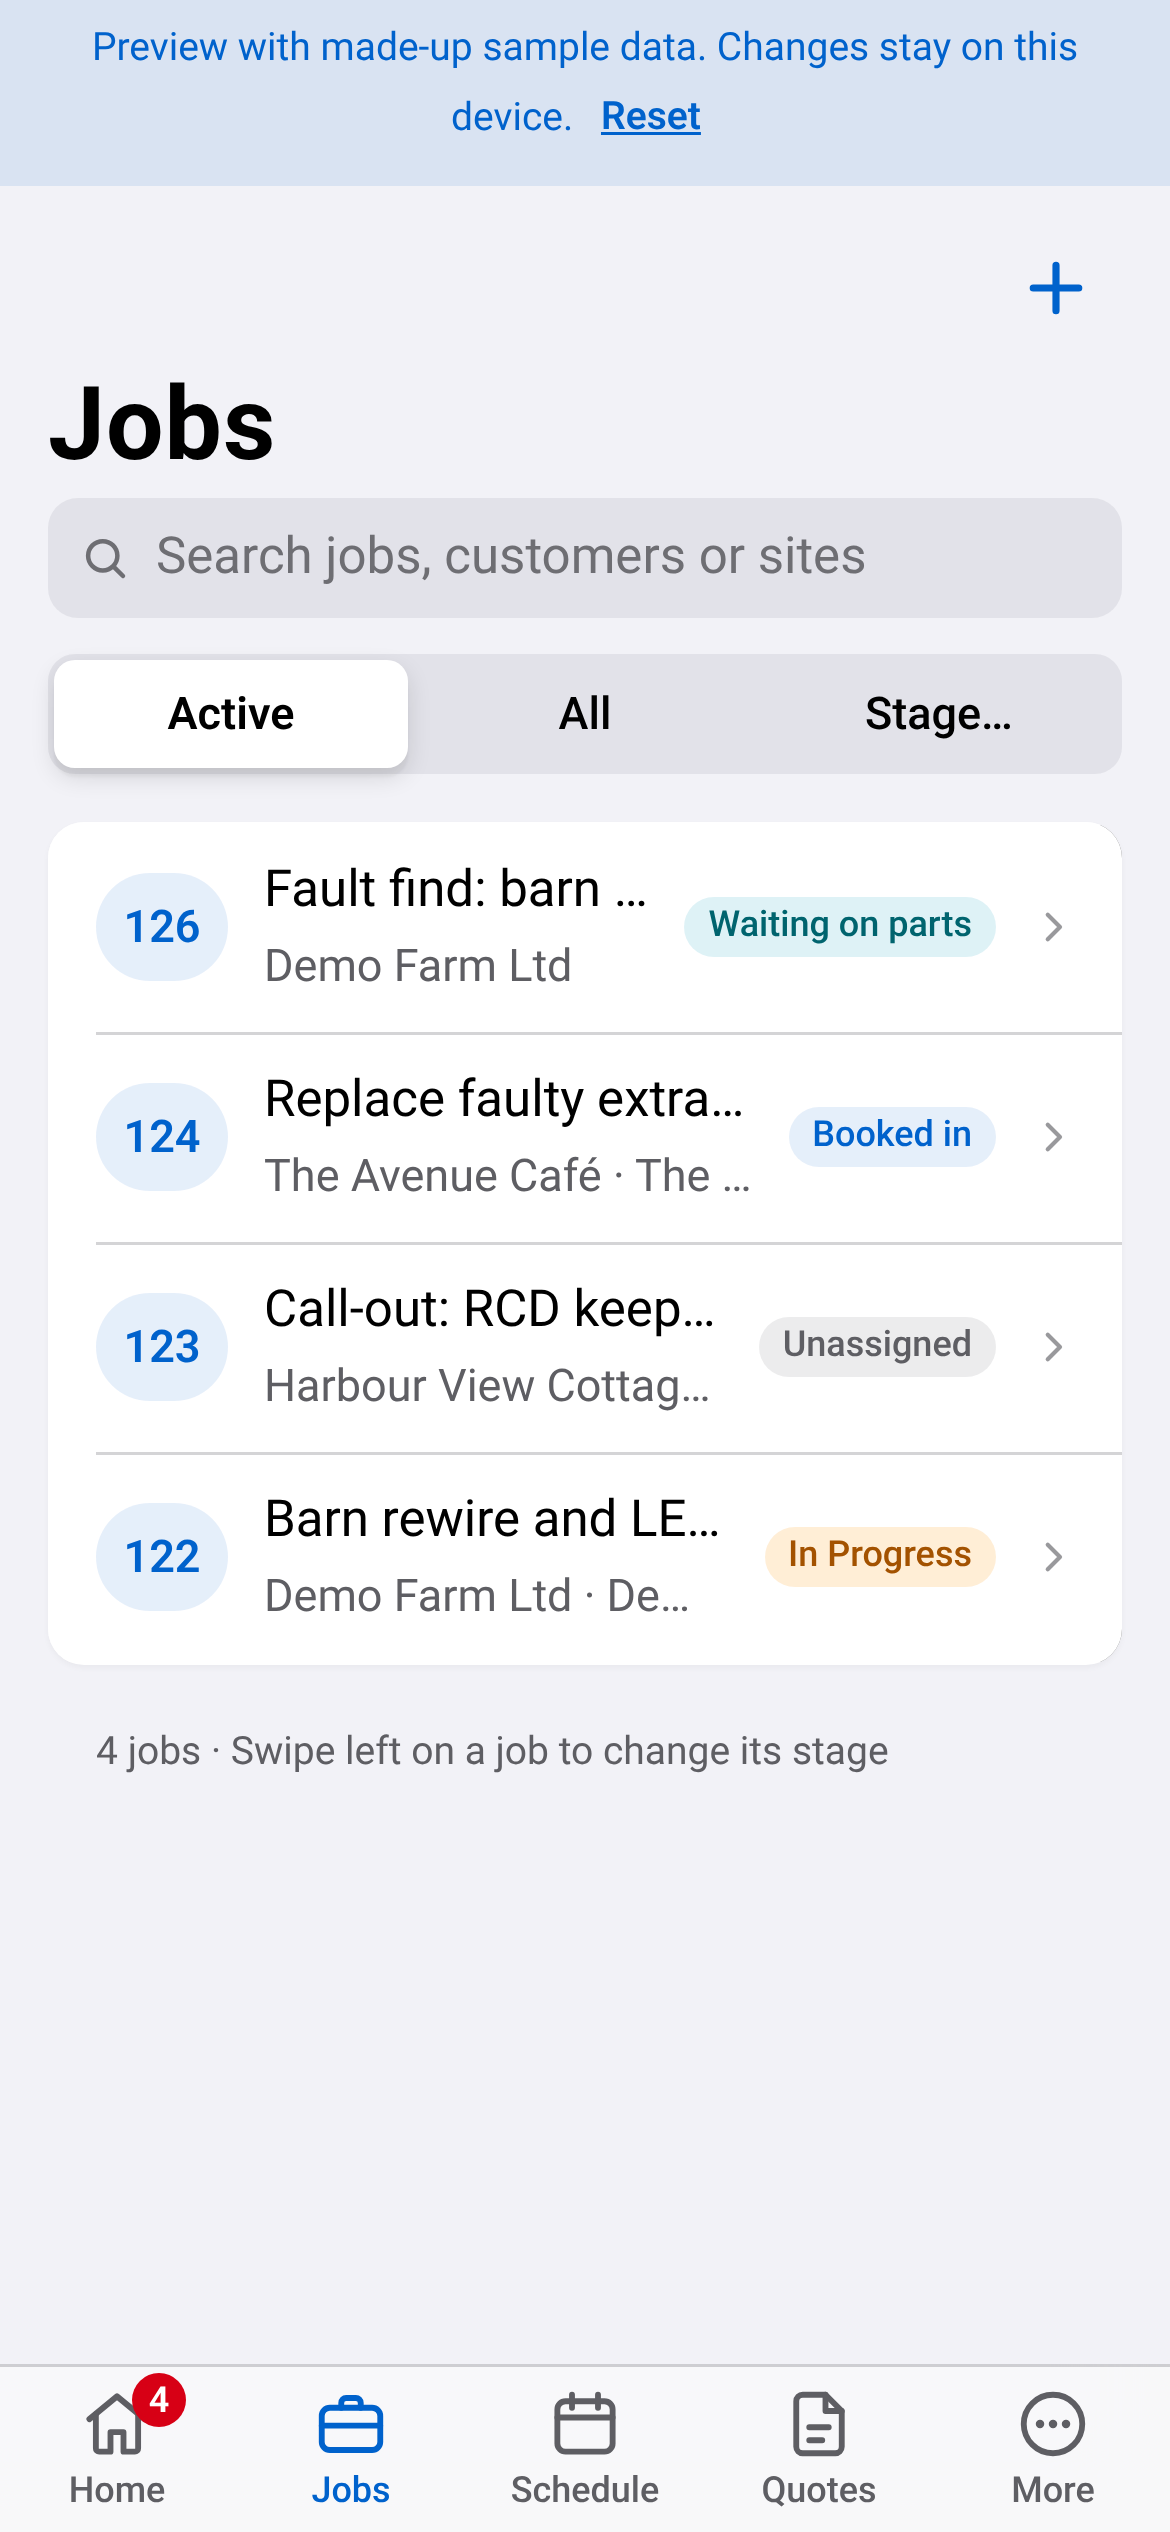 Preview with made-up sample data. Changes stay on this
device. Reset
Jobs
Search jobs, customers or sites
Active All Stage...
126 Fault find: barn ... Waiting on parts
Demo Farm Ltd
124 Replace faulty extra... Booked in
The Avenue Café · The ...
123 Call-out: RCD keep... Unassigned
Harbour View Cottag...
122 Barn rewire and LE... In Progress
Demo Farm Ltd · De...
4 jobs · Swipe left on a job to change its stage
4
Home Jobs Schedule Quotes More